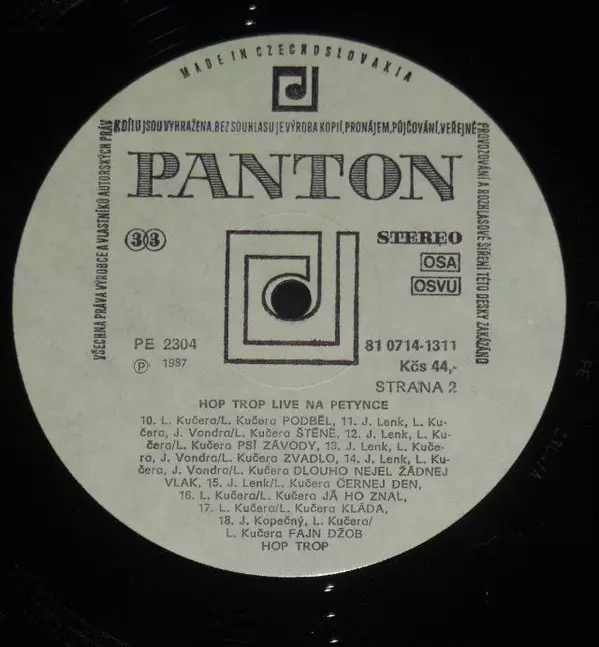 MADE IN CZECHOSLOVAKIA
VŠECHNA PRÁVA VÝROBCE A VLASTNÍKŮ AUTORSKÝCH PRÁV
K DÍLU JSOU VYHRAŽENA. BEZ SOUHLASU JE VÝROBA KOPIÍ, PRONÁJEM, PŮJČOVÁNÍ, VEŘEJNÉ
PROVOZOVÁNÍ A ROZHLASOVÉ ŠÍŘENÍ TÉTO DESKY ZAKÁZÁNO
PANTON
33
STEREO
OSA
OSVU
PE 2304
Ⓟ 1987
81 0714-1311
Kčs 44,-
STRANA 2
HOP TROP LIVE NA PETYNCE
10. L. Kučera/L. Kučera PODBĚL, 11. J. Lenk, L. Ku-
čera, J. Vondra/L. Kučera ŠTĚNĚ, 12. J. Lenk, L. Ku-
čera/L. Kučera PSÍ ZÁVODY, 13. J. Lenk, L. Kuče-
ra, J. Vondra/L. Kučera ZVADLO, 14. J. Lenk, L. Ku-
čera, J. Vondra/L. Kučera DLOUHO NEJEL ŽÁDNEJ
VLAK, 15. J. Lenk/L. Kučera ČERNEJ DEN,
16. L. Kučera/L. Kučera JÁ HO ZNAL,
17. L. Kučera/L. Kučera KLÁDA,
18. J. Kopečný, L. Kučera/
L. Kučera FAJN DŽOB
HOP TROP